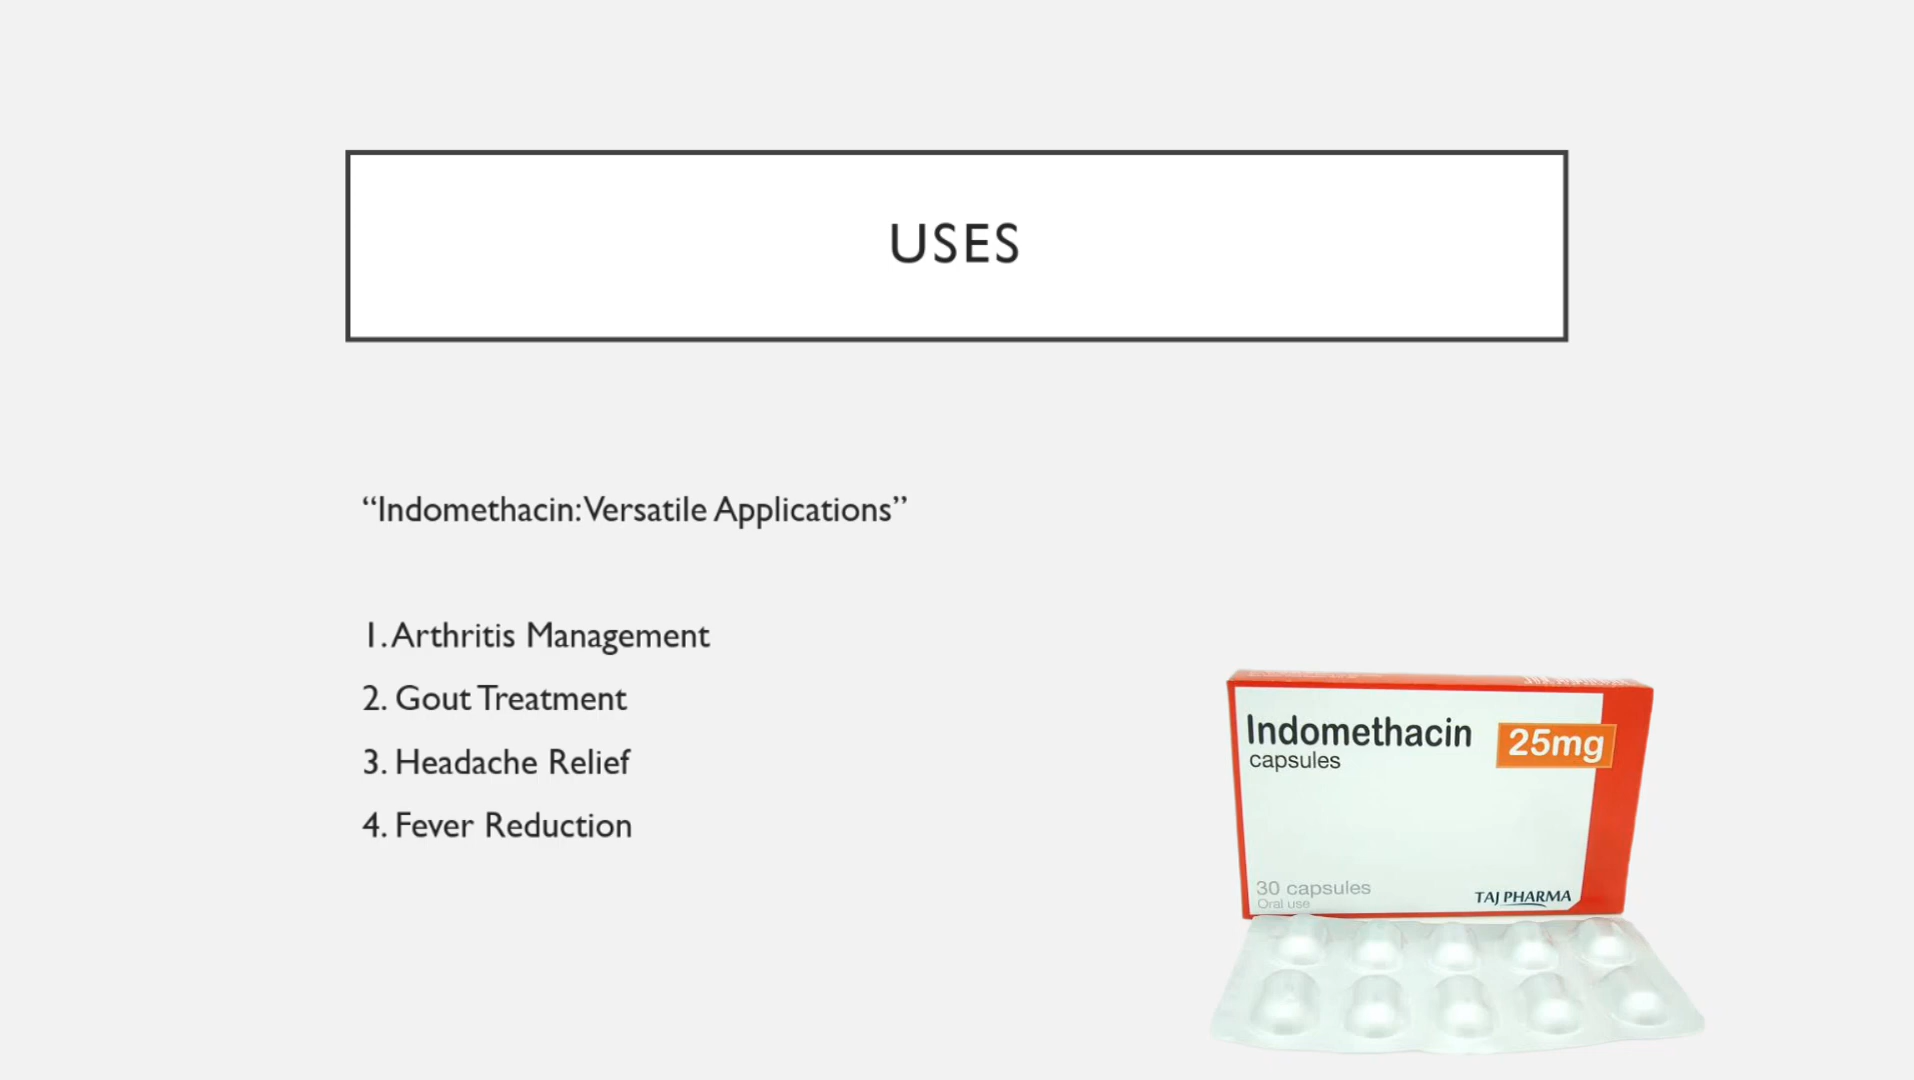 USES
“Indomethacin: Versatile Applications”
1. Arthritis Management
2. Gout Treatment
3. Headache Relief
4. Fever Reduction
Indomethacin
capsules
25mg
30 capsules
Oral use
TAJ PHARMA